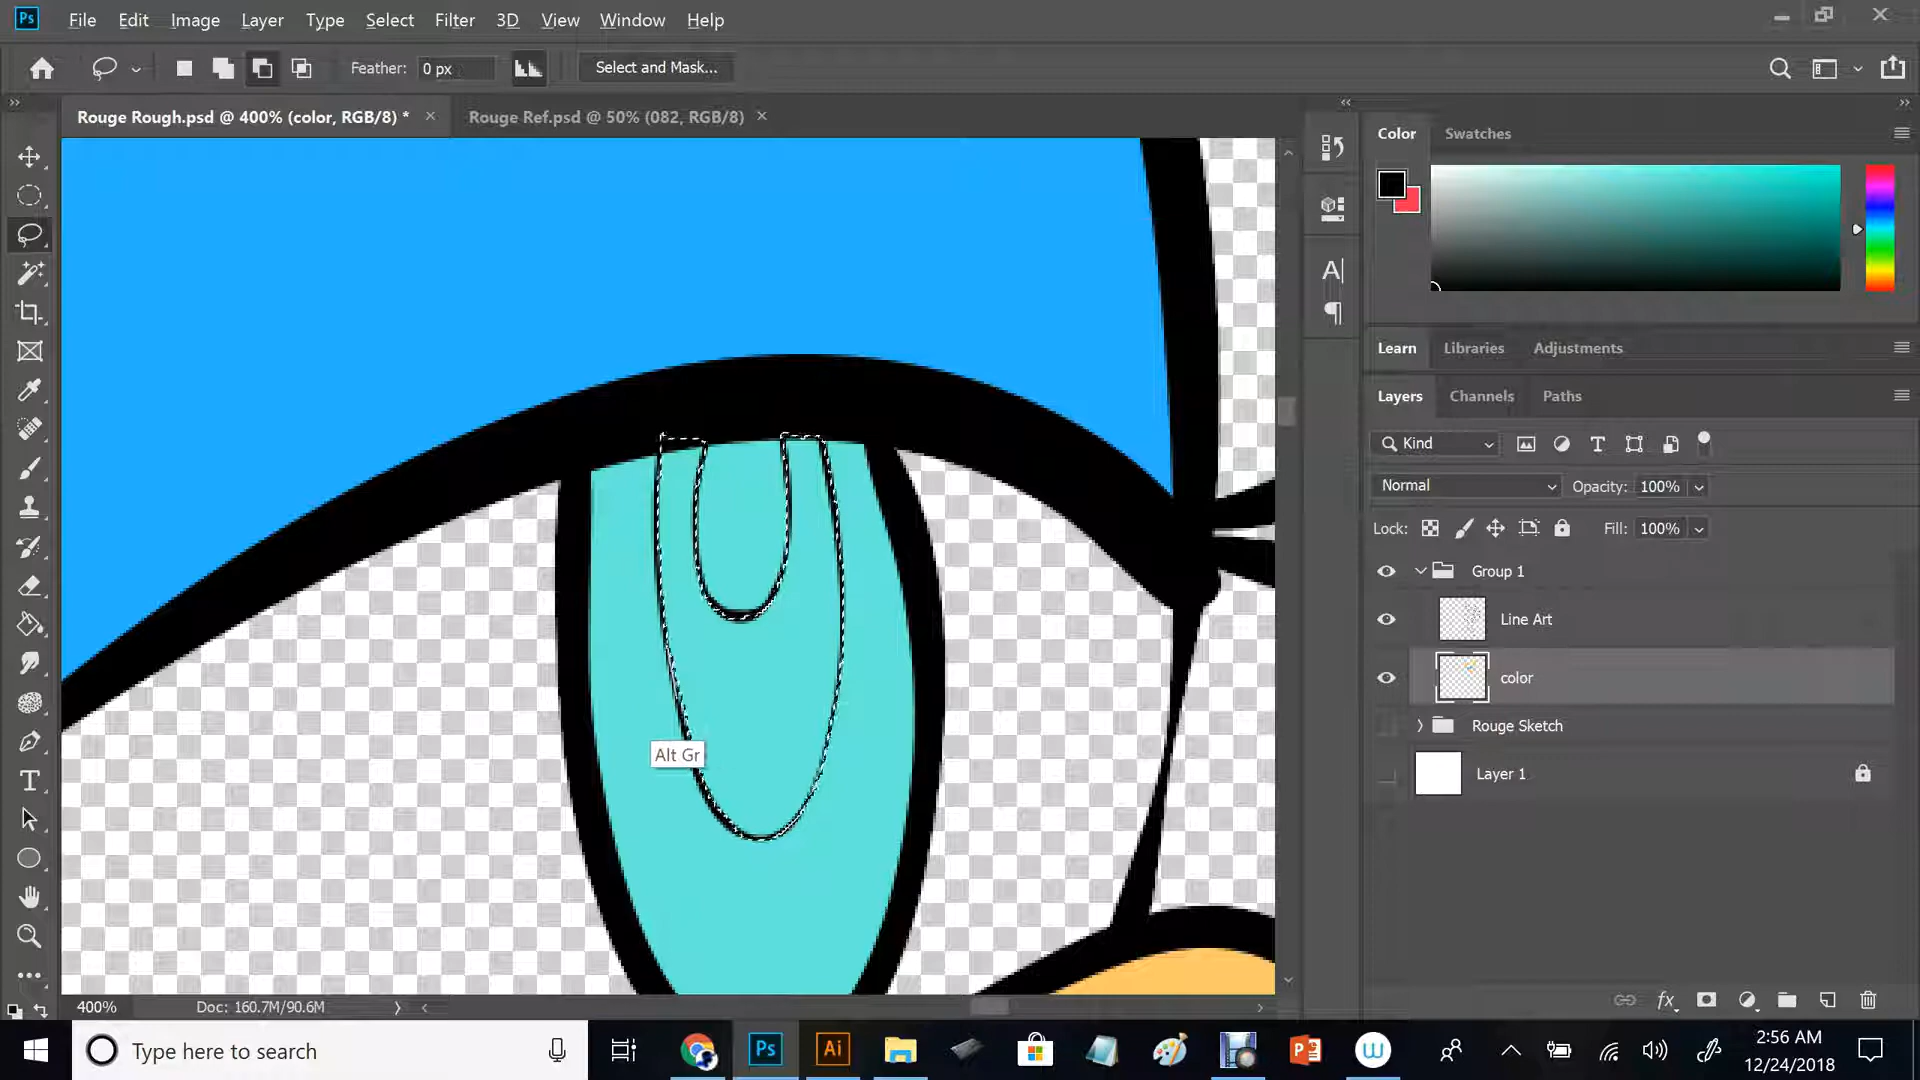 Ps File Edit Image Layer Type Select Filter 3D View Window Help
Feather: 0 px Select and Mask...
Rouge Rough.psd @ 400% (color, RGB/8) * × Rouge Ref.psd @ 50% (082, RGB/8) ×
Color Swatches
Learn Libraries Adjustments
Layers Channels Paths
Kind
Normal Opacity: 100%
Lock: Fill: 100%
Group 1
Line Art
color
Rouge Sketch
Layer 1
Alt Gr
400% Doc: 160.7M/90.6M
Type here to search Ps Ai
2:56 AM
12/24/2018